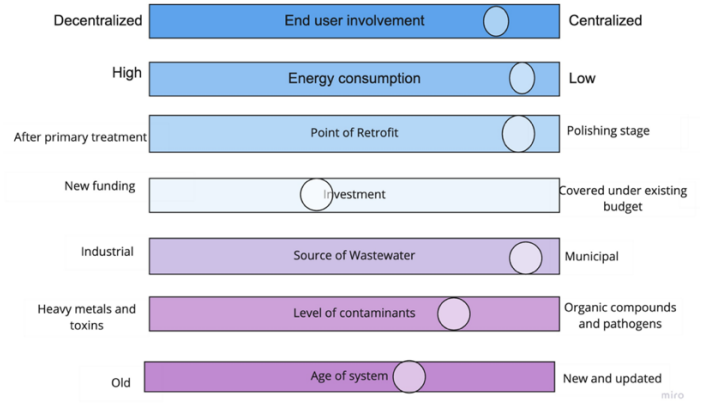 Decentralized End user involvement Centralized
High Energy consumption Low
After primary treatment Point of Retrofit Polishing stage
New funding Investment Covered under existing
budget
Industrial Source of Wastewater Municipal
Heavy metals and
toxins
Level of contaminants
Organic compounds
and pathogens
Old Age of system New and updated
miro